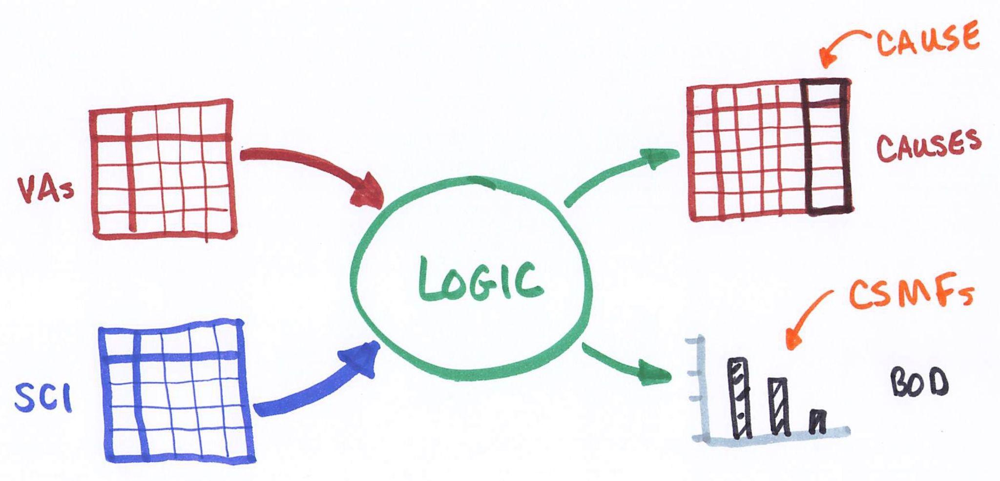 VAs
SCI
LOGIC
CAUSE
CAUSES
CSMFs
BOD